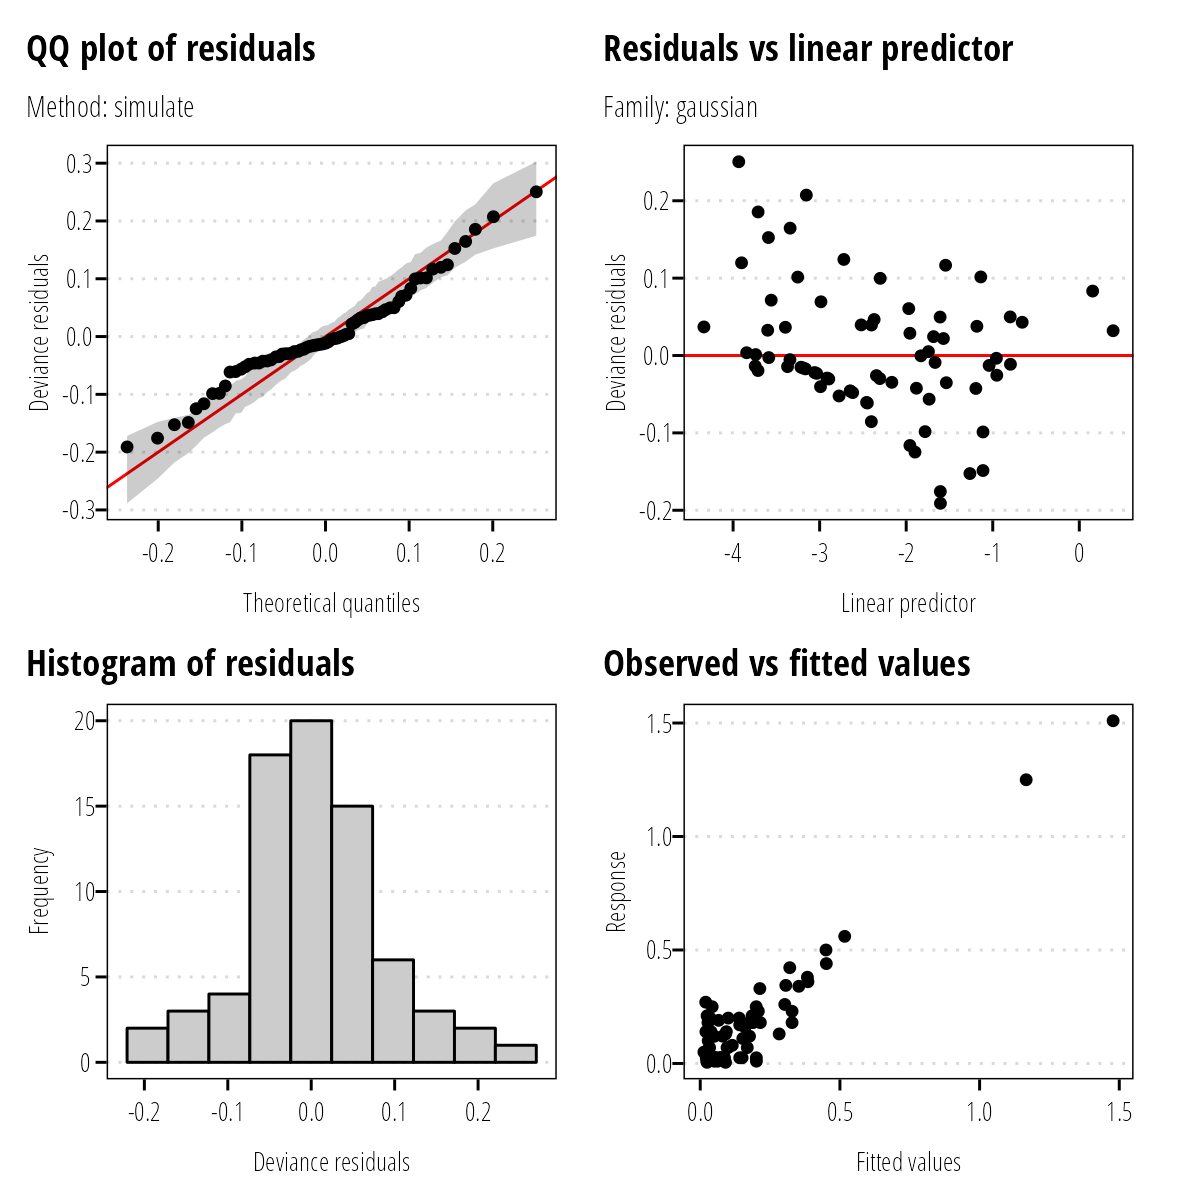 QQ plot of residuals
Method: simulate
0.3
0.2
0.1
0.0
-0.1
-0.2
-0.3
Deviance residuals
-0.2 -0.1 0.0 0.1 0.2
Theoretical quantiles
Residuals vs linear predictor
Family: gaussian
0.2
0.1
0.0
-0.1
-0.2
Deviance residuals
-4 -3 -2 -1 0
Linear predictor
Histogram of residuals
20
15
10
5
0
Frequency
-0.2 -0.1 0.0 0.1 0.2
Deviance residuals
Observed vs fitted values
1.5
1.0
0.5
0.0
Response
0.0 0.5 1.0 1.5
Fitted values